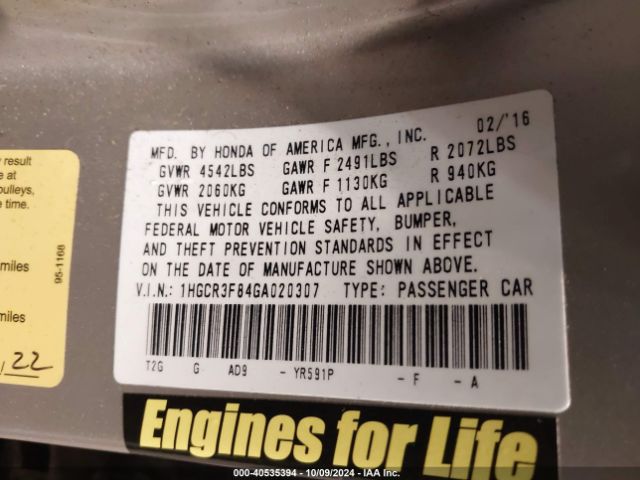 MFD. BY HONDA OF AMERICA MFG., INC. 02/'16
GVWR 4542LBS GAWR F 2491LBS R 2072LBS
GVWR 2060KG GAWR F 1130KG R 940KG
THIS VEHICLE CONFORMS TO ALL APPLICABLE
FEDERAL MOTOR VEHICLE SAFETY, BUMPER,
AND THEFT PREVENTION STANDARDS IN EFFECT
ON THE DATE OF MANUFACTURE SHOWN ABOVE.
V.I.N.: 1HGCR3F84GA020307 TYPE: PASSENGER CAR
T2G G AD9 - YR591P - F - A
result
e at
pulleys,
e time.
miles
95-1168
miles
22
Engines for Life
000-40535394 - 10/09/2024 - IAA Inc.